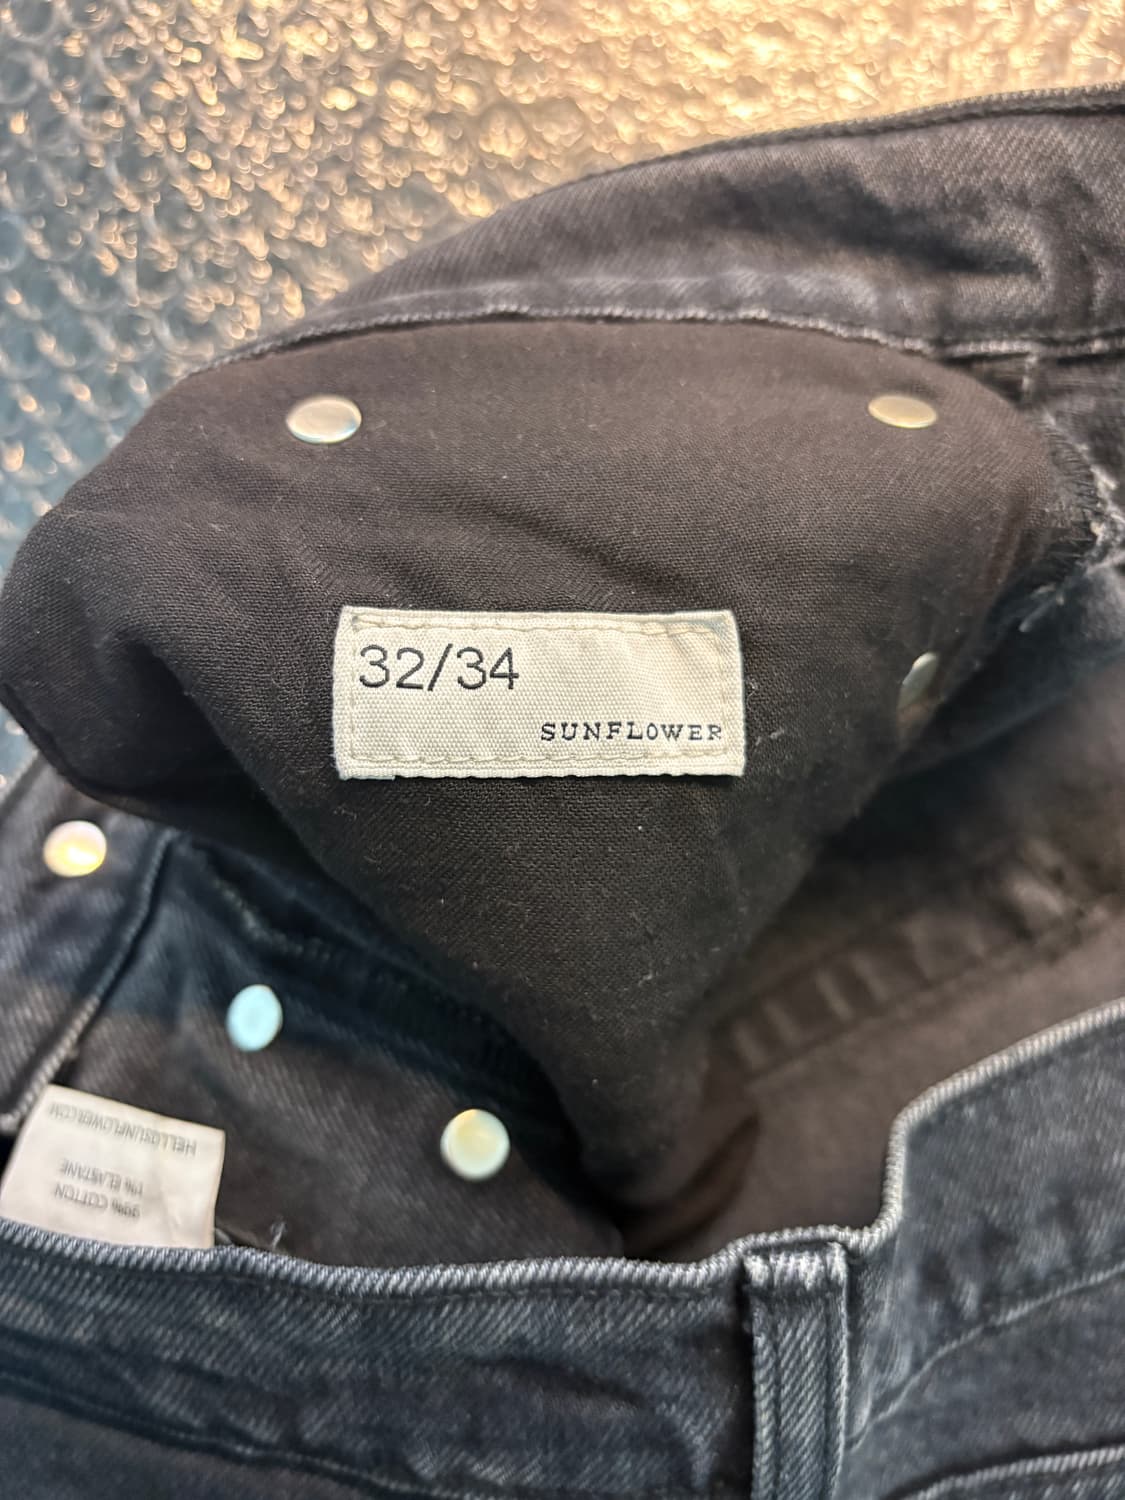 32/34
SUNFLOWER
99% COTTON
1% ELASTANE
HELLOSUNFLOWER.COM